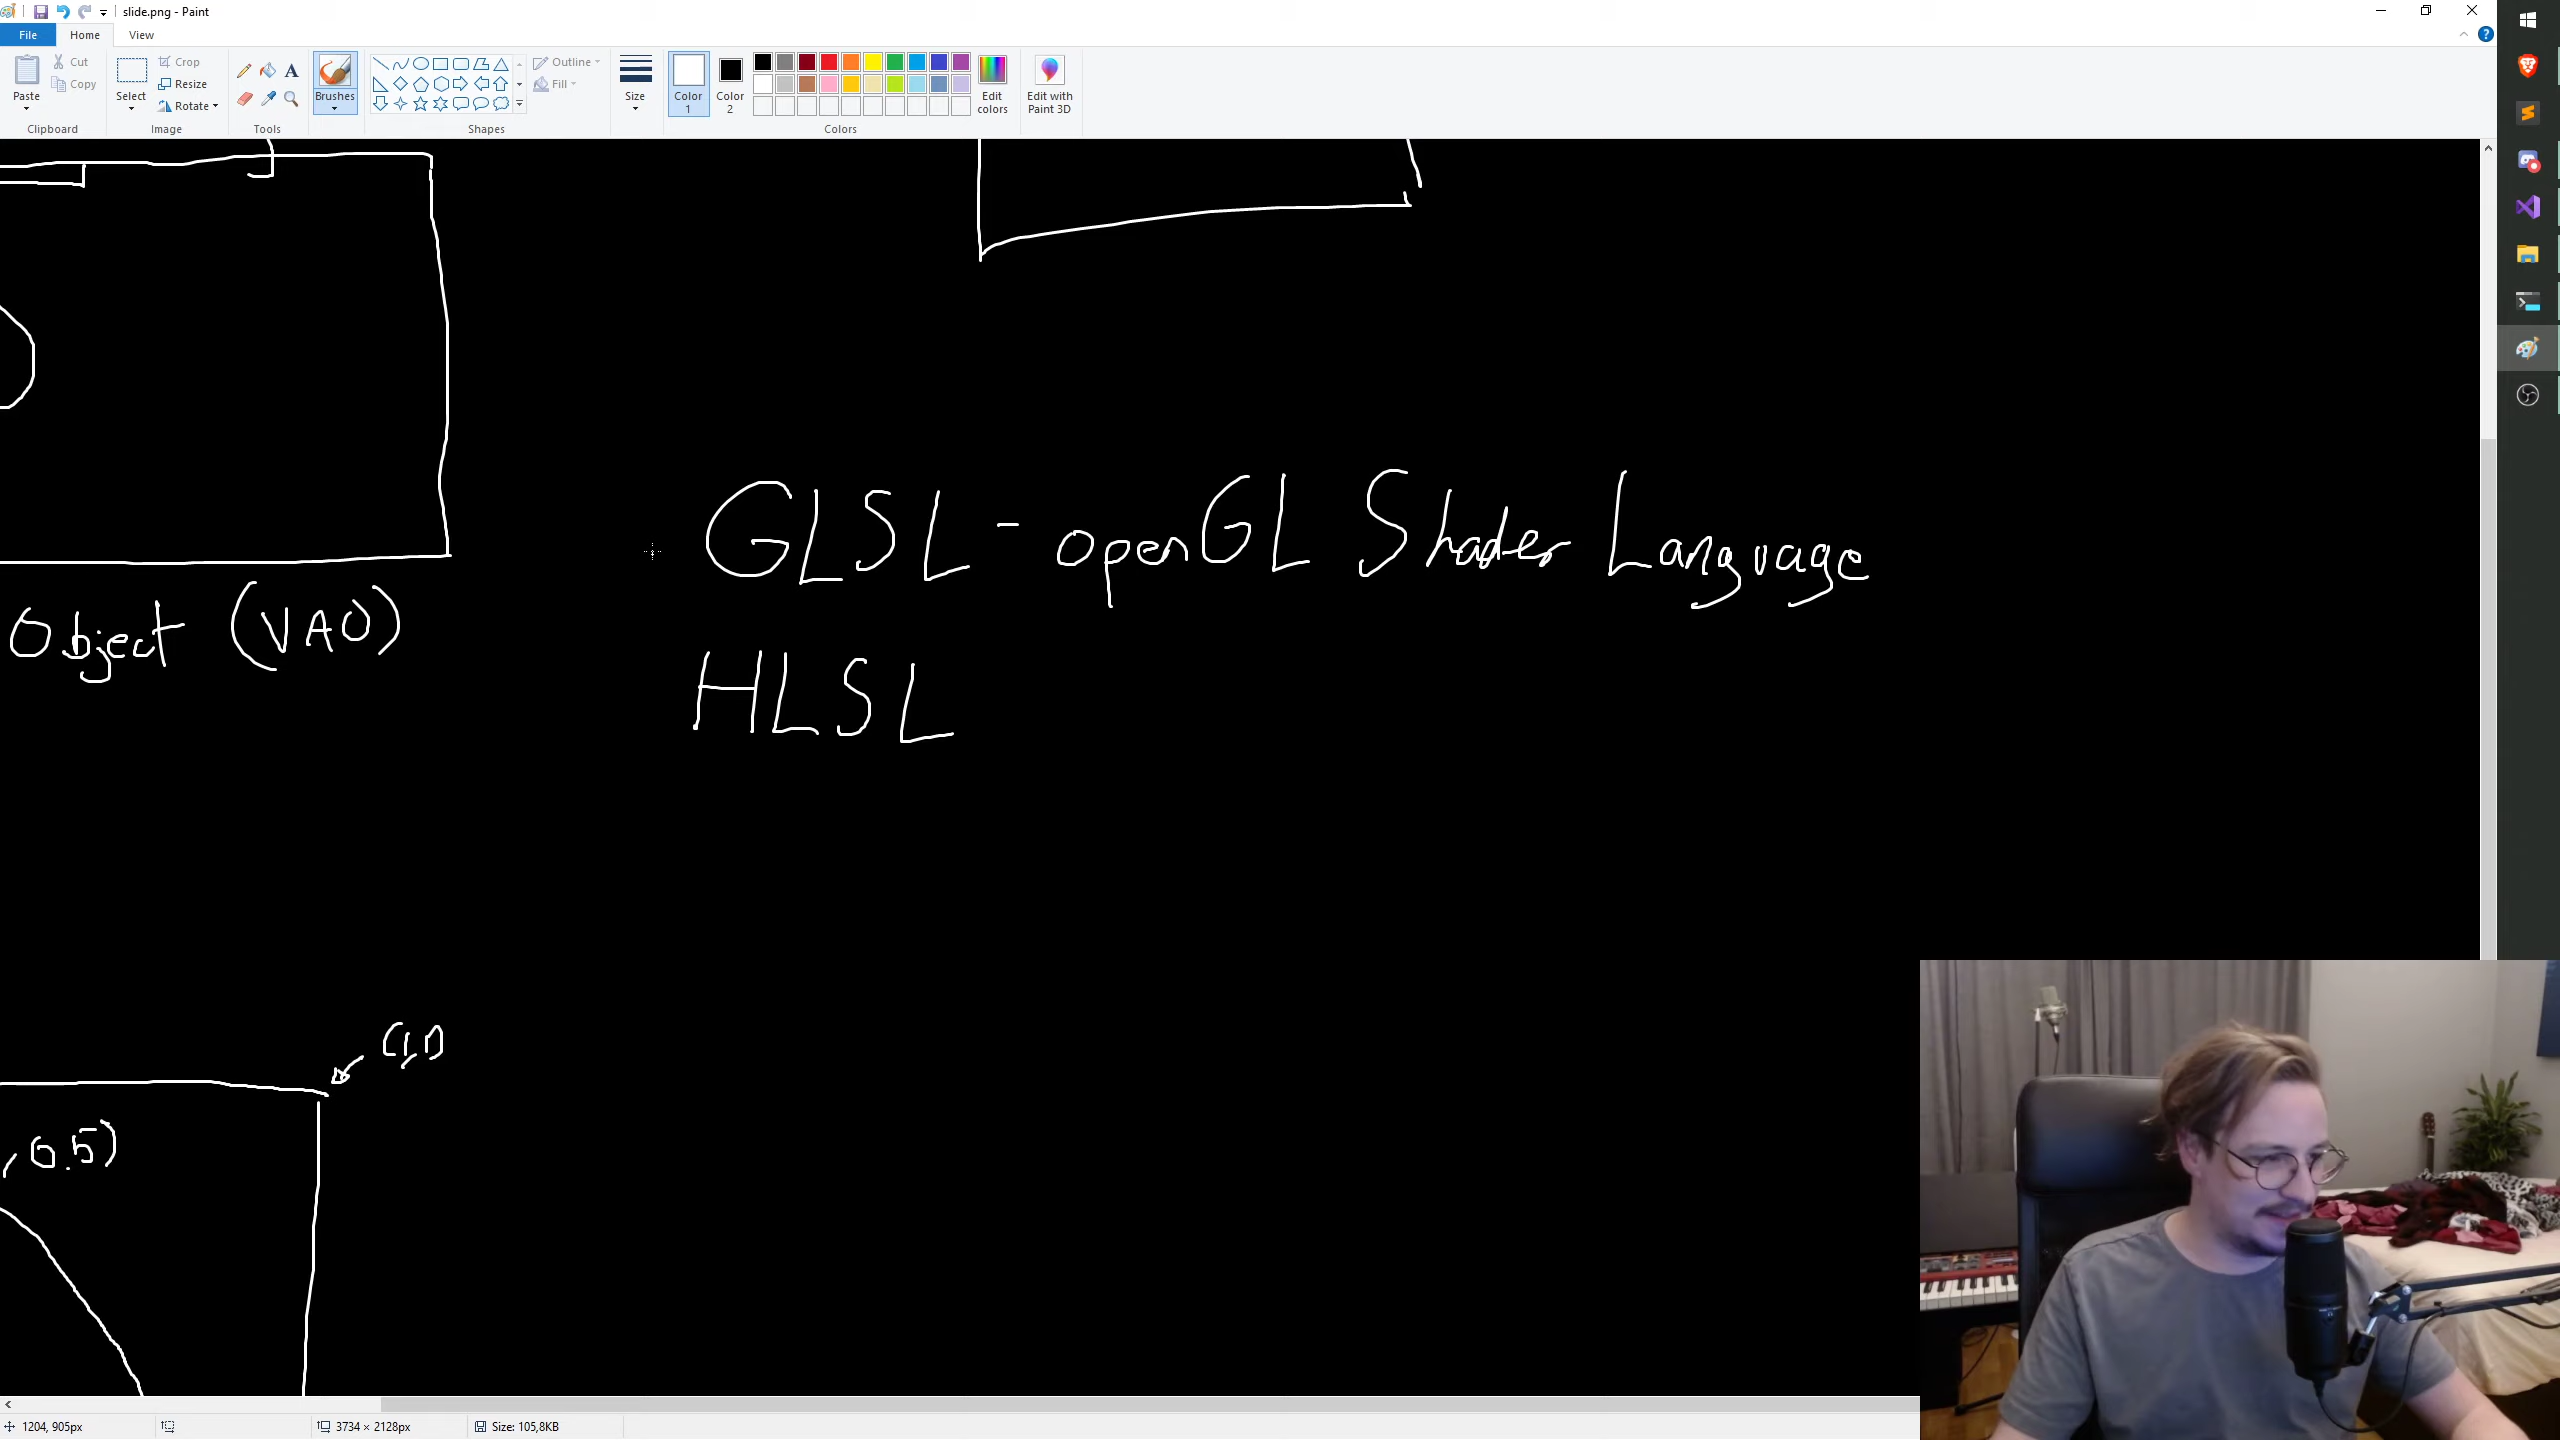 slide.png - Paint
File Home View
Paste Cut Copy Select Crop Resize Rotate Brushes Outline Fill Size Color 1 Color 2 Edit colors Edit with Paint 3D
Clipboard Image Tools Shapes Colors
GLSL - openGL Shader Language
Object (VAO)
HLSL
(1,1)
, 0.5)
1204, 905px 3734 × 2128px Size: 105,8KB